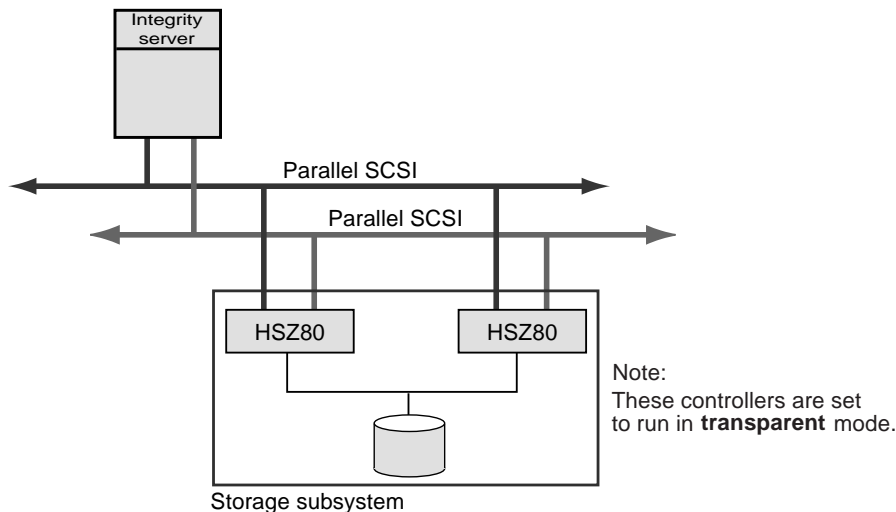 Integrity
server
Parallel SCSI
Parallel SCSI
HSZ80
HSZ80
Note:
These controllers are set
to run in transparent mode.
Storage subsystem